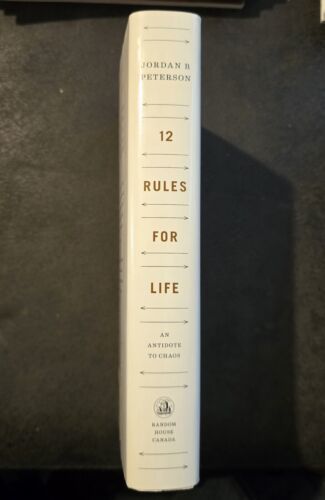 JORDAN B
PETERSON
12
RULES
FOR
LIFE
AN
ANTIDOTE
TO CHAOS
RANDOM
HOUSE
CANADA